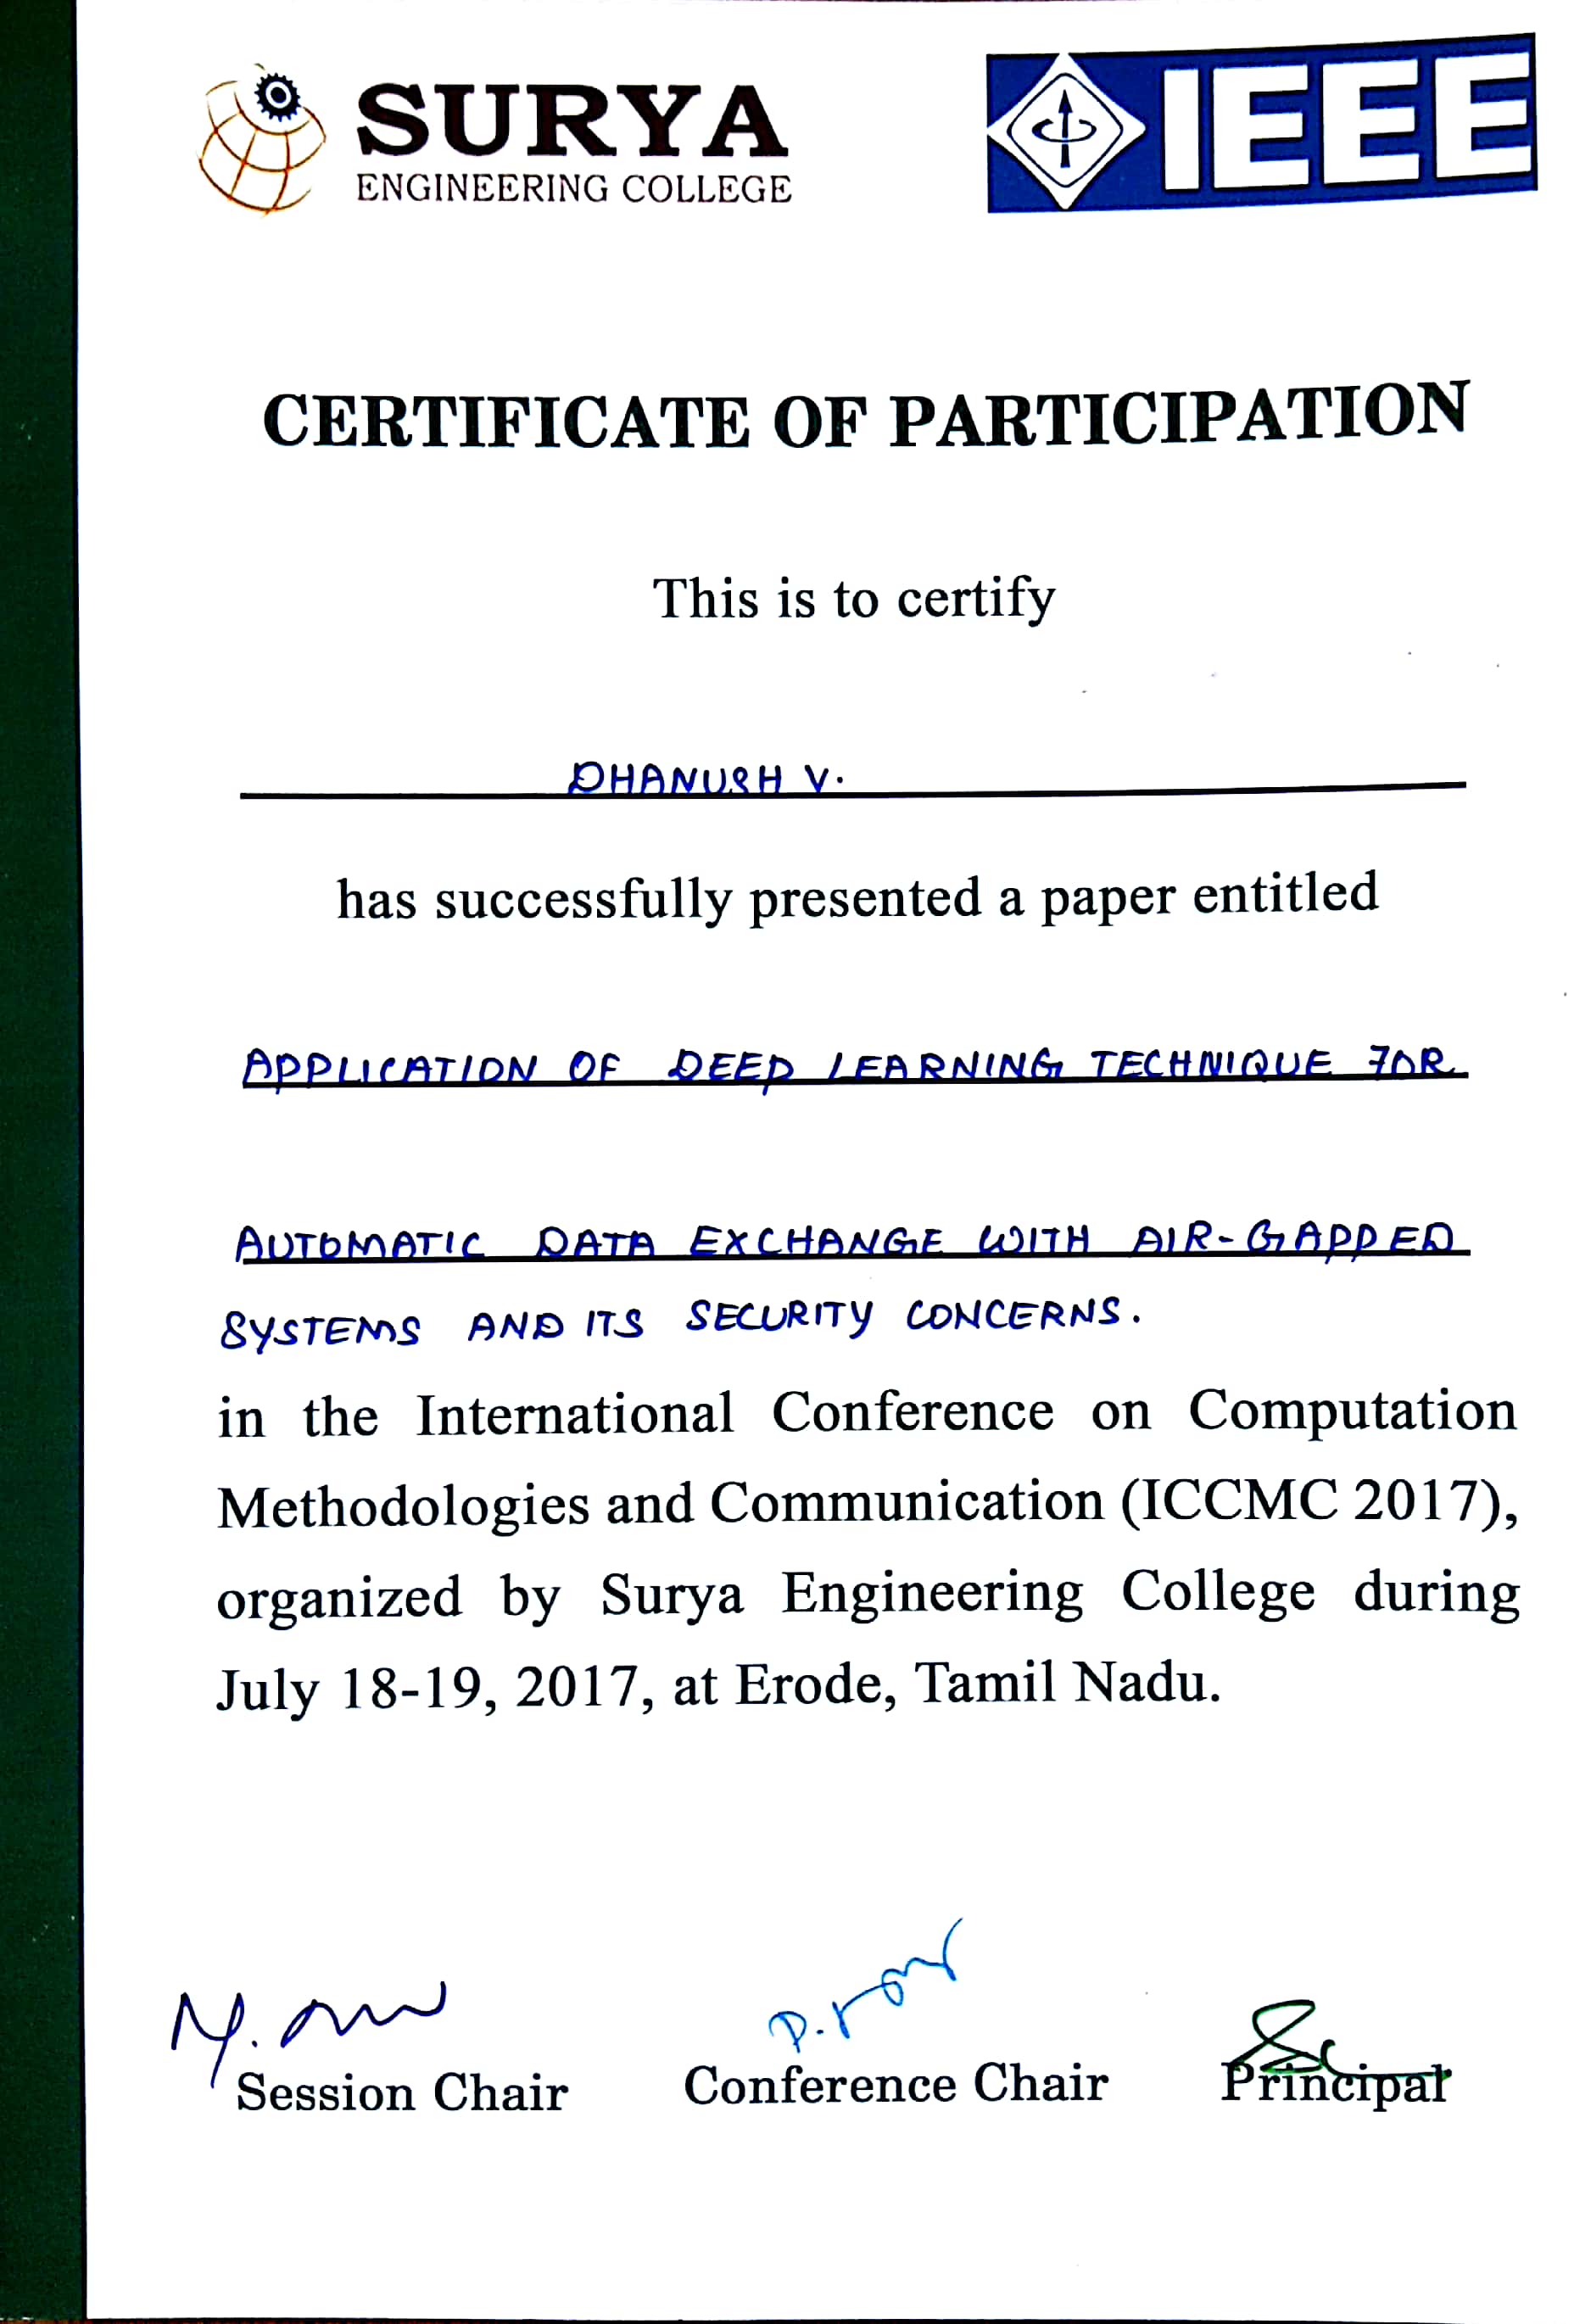 SURYA
ENGINEERING COLLEGE
IEEE
CERTIFICATE OF PARTICIPATION
This is to certify
DHANUSH V.
has successfully presented a paper entitled
APPLICATION OF DEEP LEARNING TECHNIQUE FOR
AUTOMATIC DATA EXCHANGE WITH AIR-GAPPED
SYSTEMS AND ITS SECURITY CONCERNS.
in the International Conference on Computation
Methodologies and Communication (ICCMC 2017),
organized by Surya Engineering College during
July 18-19, 2017, at Erode, Tamil Nadu.
Session Chair
Conference Chair
Principal